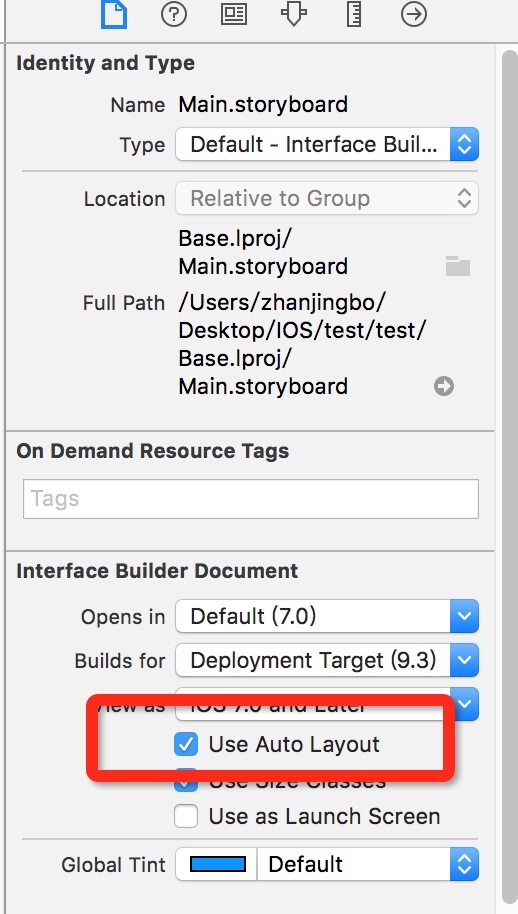 Identity and Type
Name Main.storyboard
Type Default - Interface Buil...
Location Relative to Group
Base.lproj/
Main.storyboard
Full Path /Users/zhanjingbo/
Desktop/IOS/test/test/
Base.lproj/
Main.storyboard
On Demand Resource Tags
Tags
Interface Builder Document
Opens in Default (7.0)
Builds for Deployment Target (9.3)
View as iOS 7.0 and Later
Use Auto Layout
Use Size Classes
Use as Launch Screen
Global Tint Default